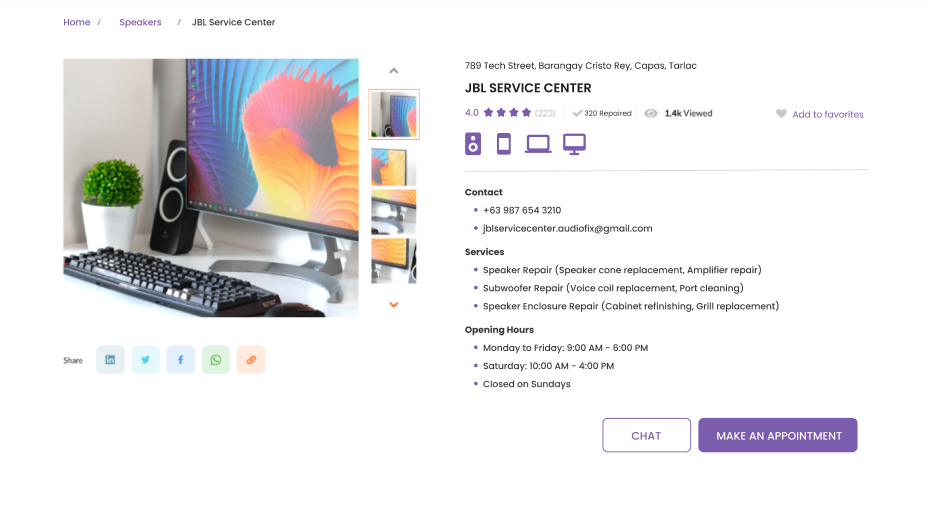 Home / Speakers / JBL Service Center
789 Tech Street, Barangay Cristo Rey, Capas, Tarlac
JBL SERVICE CENTER
4.0 (223) 320 Repaired 1,4k Viewed Add to favorites
Contact
+63 987 654 3210
jblservicecenter.audiofix@gmail.com
Services
Speaker Repair (Speaker cone replacement, Amplifier repair)
Subwoofer Repair (Voice coil replacement, Port cleaning)
Speaker Enclosure Repair (Cabinet refinishing, Grill replacement)
Opening Hours
Monday to Friday: 9:00 AM - 6:00 PM
Saturday: 10:00 AM - 4:00 PM
Closed on Sundays
Share in f
CHAT MAKE AN APPOINTMENT